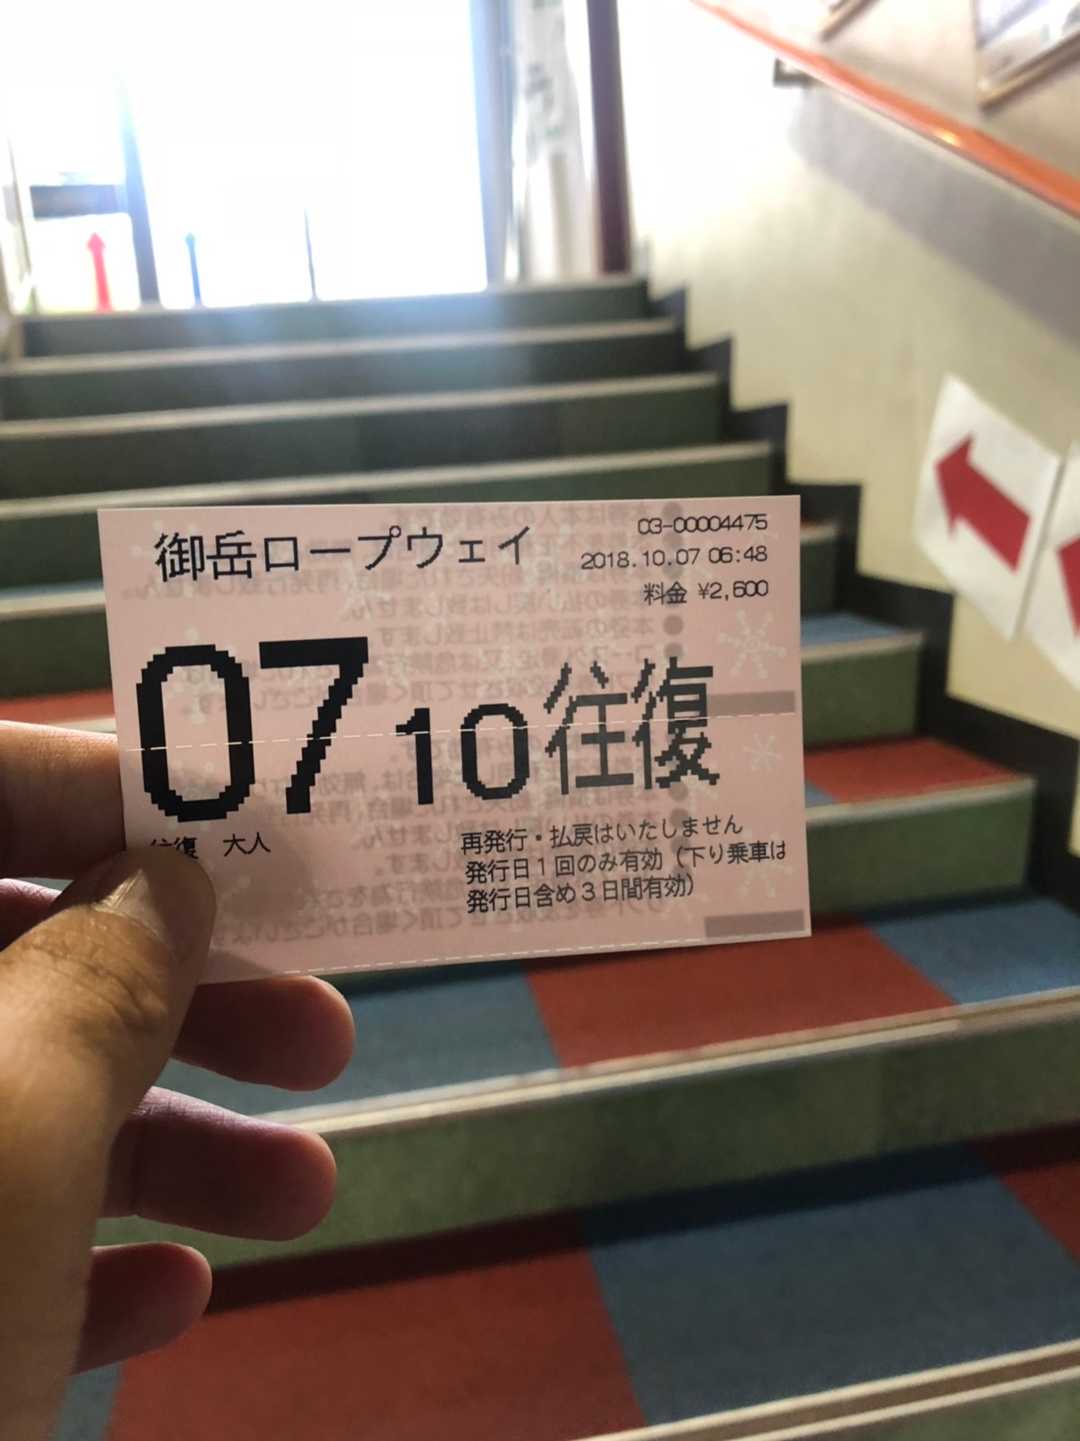 御岳ロープウェイ
03-00004475
2018.10.07 06:48
料金 ¥2,600
07 10 往復
往復 大人
再発行・払戻はいたしません
発行日1回のみ有効（下り乗車は
発行日含め3日間有効）